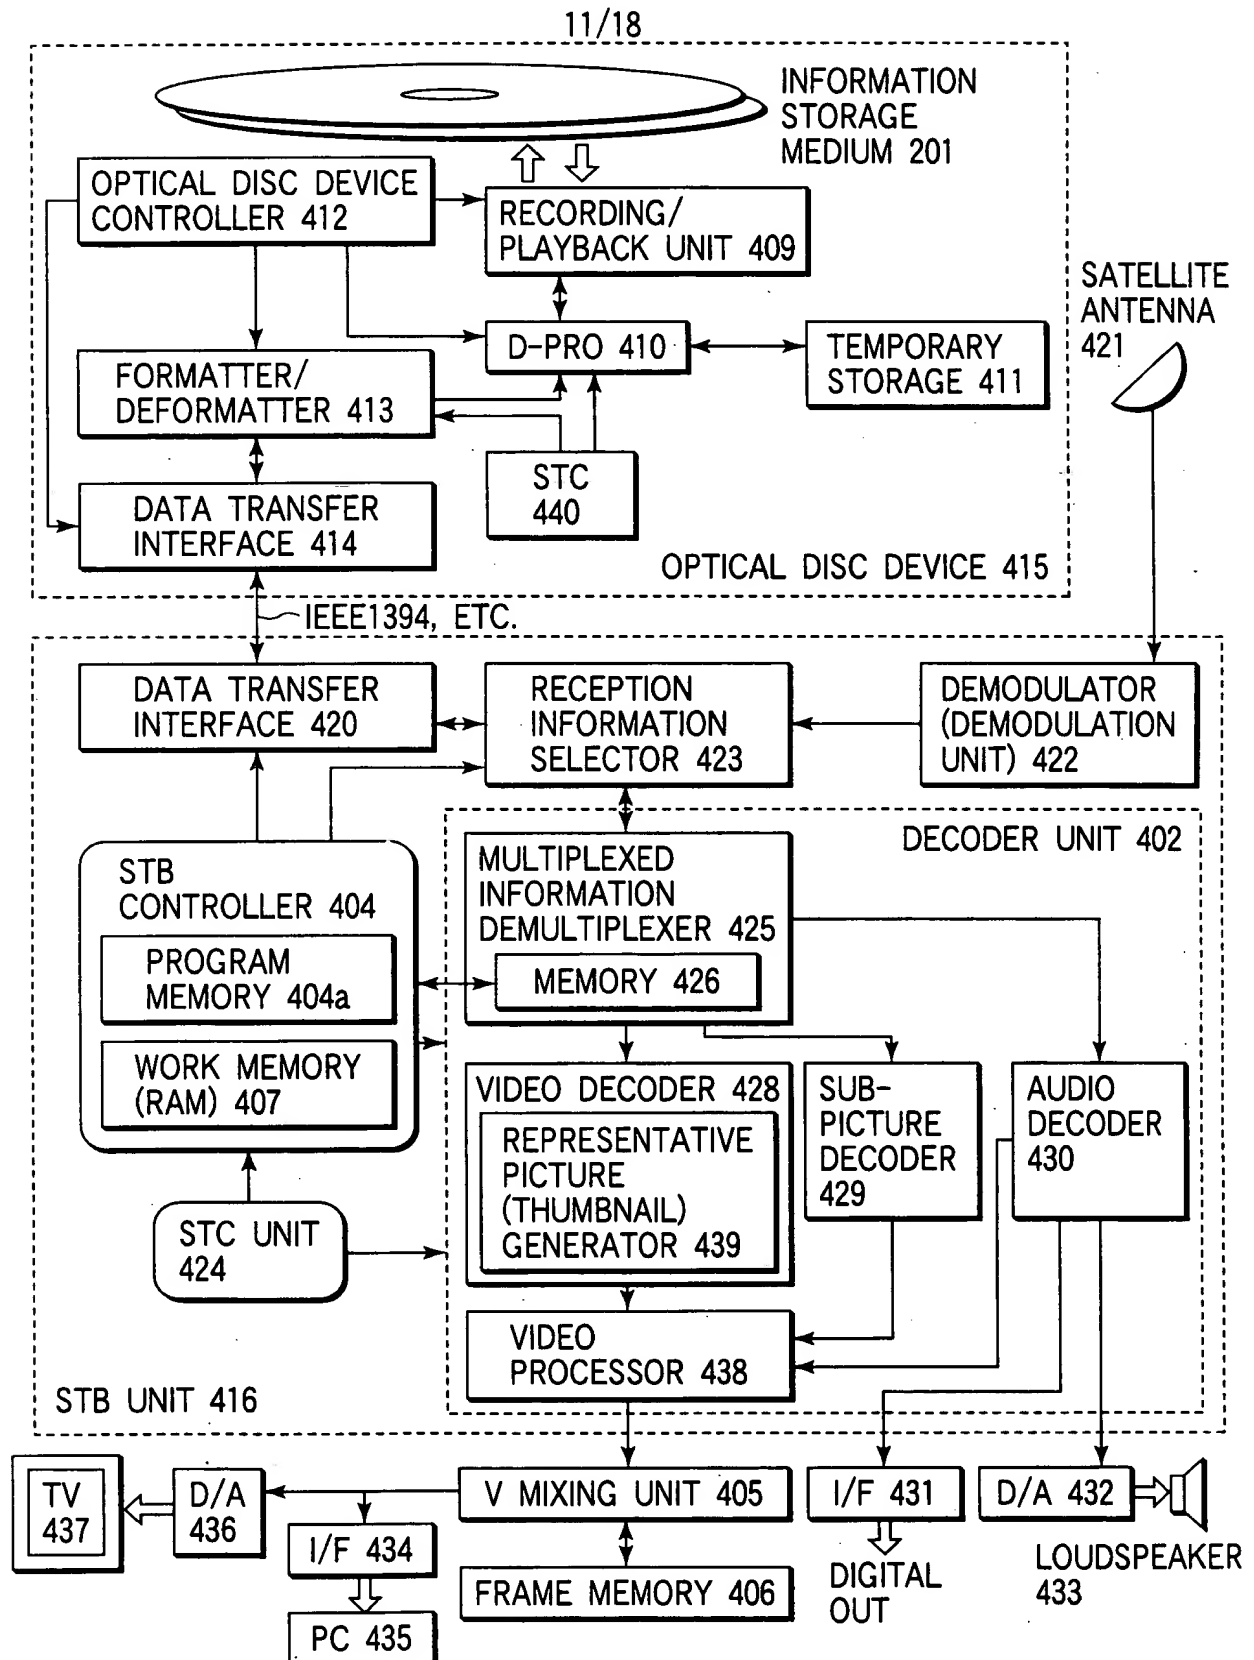 11/18
INFORMATION
STORAGE
MEDIUM 201
OPTICAL DISC DEVICE
CONTROLLER 412
RECORDING/
PLAYBACK UNIT 409
SATELLITE
ANTENNA
421
D-PRO 410
TEMPORARY
STORAGE 411
FORMATTER/
DEFORMATTER 413
STC
440
DATA TRANSFER
INTERFACE 414
OPTICAL DISC DEVICE 415
IEEE1394, ETC.
DATA TRANSFER
INTERFACE 420
RECEPTION
INFORMATION
SELECTOR 423
DEMODULATOR
(DEMODULATION
UNIT) 422
DECODER UNIT 402
STB
CONTROLLER 404
PROGRAM
MEMORY 404a
WORK MEMORY
(RAM) 407
MULTIPLEXED
INFORMATION
DEMULTIPLEXER 425
MEMORY 426
VIDEO DECODER 428
REPRESENTATIVE
PICTURE
(THUMBNAIL)
GENERATOR 439
SUB-
PICTURE
DECODER
429
AUDIO
DECODER
430
STC UNIT
424
VIDEO
PROCESSOR 438
STB UNIT 416
TV
437
D/A
436
I/F 434
PC 435
V MIXING UNIT 405
FRAME MEMORY 406
I/F 431
DIGITAL
OUT
D/A 432
LOUDSPEAKER
433